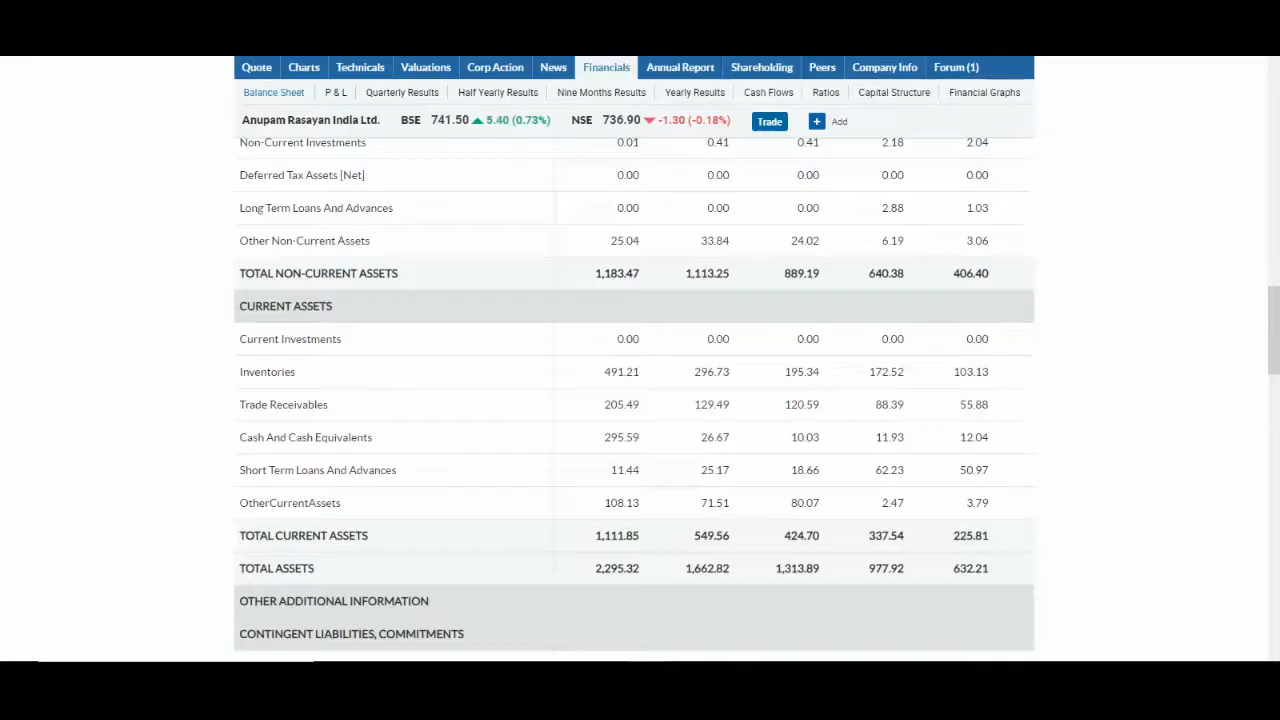 Quote Charts Technicals Valuations Corp Action News Financials Annual Report Shareholding Peers Company Info Forum (1)
Balance Sheet P & L Quarterly Results Half Yearly Results Nine Months Results Yearly Results Cash Flows Ratios Capital Structure Financial Graphs
Anupam Rasayan India Ltd. BSE 741.50 ▲ 5.40 (0.73%) NSE 736.90 ▼ -1.30 (-0.18%) Trade + Add
Non-Current Investments 0.01 0.41 0.41 2.18 2.04
Deferred Tax Assets [Net] 0.00 0.00 0.00 0.00 0.00
Long Term Loans And Advances 0.00 0.00 0.00 2.88 1.03
Other Non-Current Assets 25.04 33.84 24.02 6.19 3.06
TOTAL NON-CURRENT ASSETS 1,183.47 1,113.25 889.19 640.38 406.40
CURRENT ASSETS
Current Investments 0.00 0.00 0.00 0.00 0.00
Inventories 491.21 296.73 195.34 172.52 103.13
Trade Receivables 205.49 129.49 120.59 88.39 55.88
Cash And Cash Equivalents 295.59 26.67 10.03 11.93 12.04
Short Term Loans And Advances 11.44 25.17 18.66 62.23 50.97
OtherCurrentAssets 108.13 71.51 80.07 2.47 3.79
TOTAL CURRENT ASSETS 1,111.85 549.56 424.70 337.54 225.81
TOTAL ASSETS 2,295.32 1,662.82 1,313.89 977.92 632.21
OTHER ADDITIONAL INFORMATION
CONTINGENT LIABILITIES, COMMITMENTS